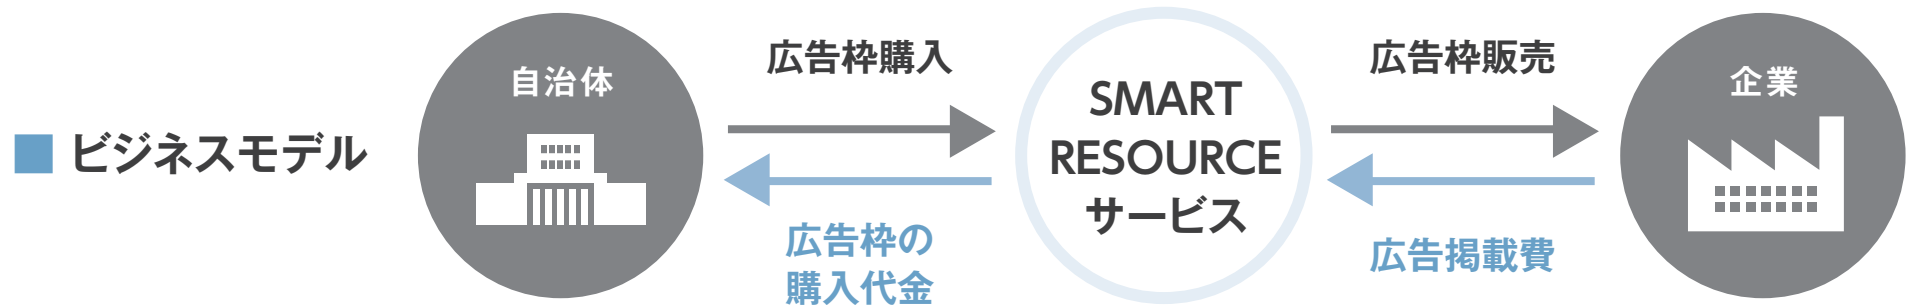 ビジネスモデル
自治体
広告枠購入
広告枠の
購入代金
SMART
RESOURCE
サービス
広告枠販売
広告掲載費
企業